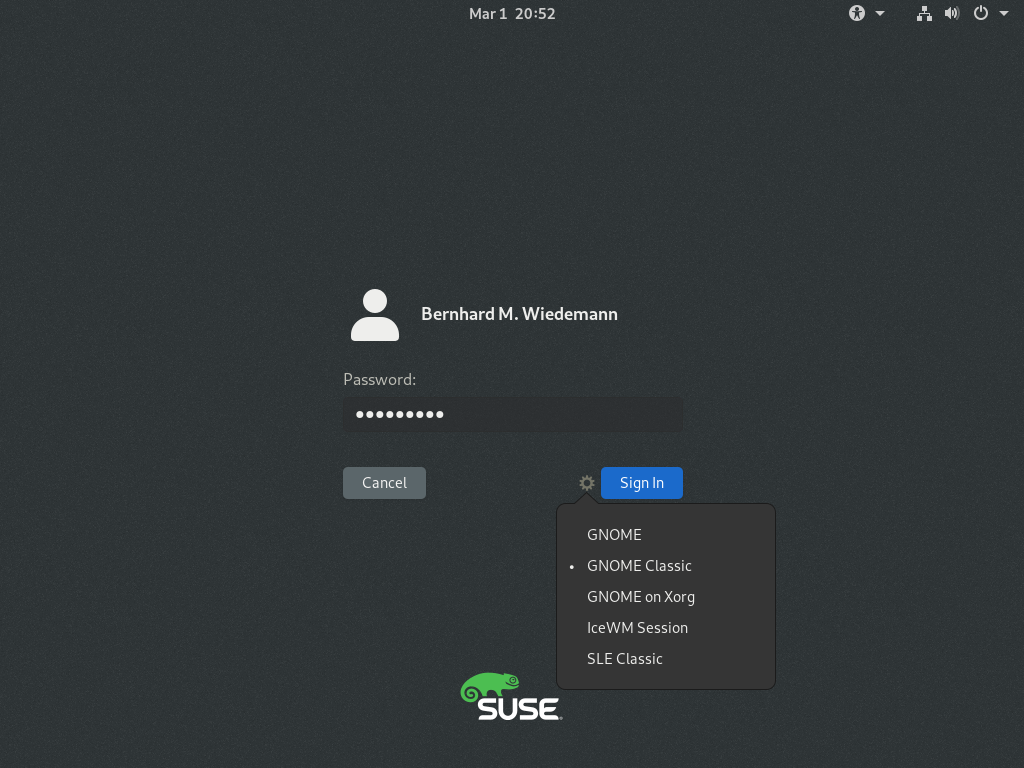 Mar 1 20:52
Bernhard M. Wiedemann
Password:
Cancel
Sign In
GNOME
GNOME Classic
GNOME on Xorg
IceWM Session
SLE Classic
SUSE